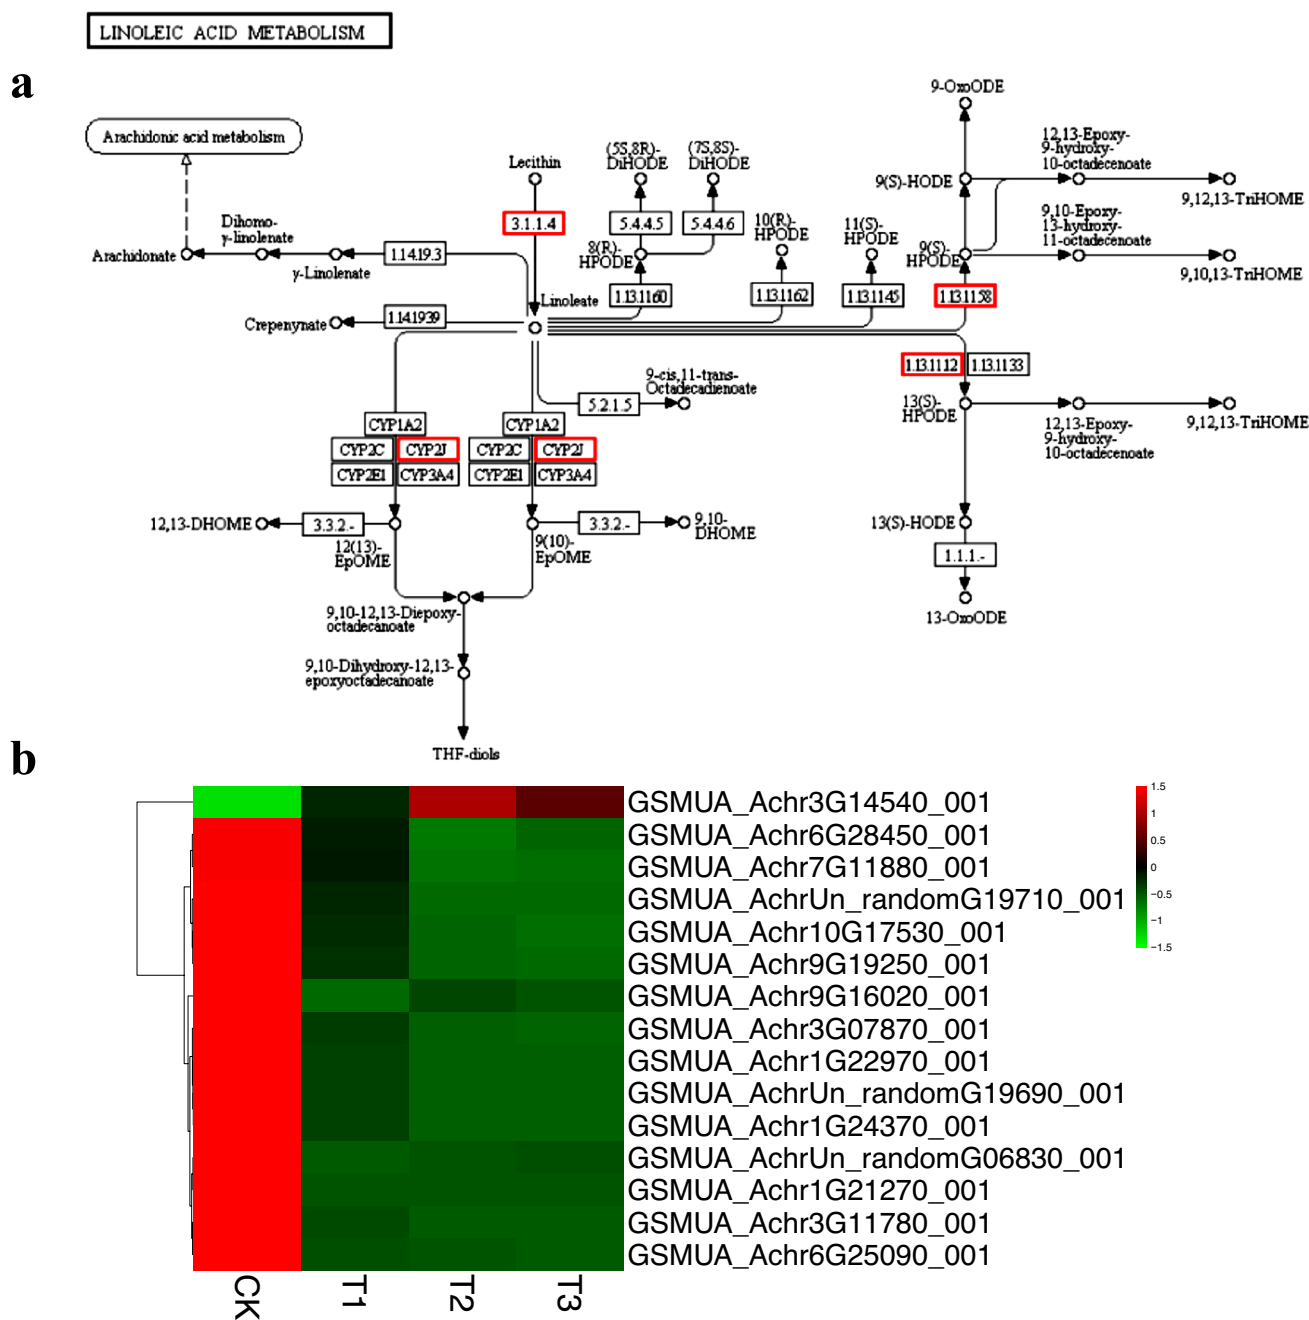 LINOLEIC ACID METABOLISM
a
9-OxoODE
Arachidonic acid metabolism
Lecithin
(5S,8R)-
DiHODE
(7S,8S)-
DiHODE
12,13-Epoxy-
9-hydroxy-
10-octadecenoate
9(S)-HODE
9,12,13-TriHOME
3.1.1.4
5.4.4.5
5.4.4.6
Dihomo-
γ-linolenate
10(R)-
HPODE
11(S)-
HPODE
9,10-Epoxy-
13-hydroxy-
11-octadecenoate
Arachidonate
1.14.19.3
8(R)-
HPODE
9(S)-
HPODE
γ-Linolenate
9,10,13-TriHOME
Linoleate
1.13.11.60
1.13.11.62
1.13.11.45
1.13.11.58
Crepenynate
1.14.19.39
1.13.11.12
1.13.11.33
9-cis,11-trans-
Octadecadienoate
5.2.1.5
13(S)-
HPODE
12,13-Epoxy-
9-hydroxy-
10-octadecenoate
9,12,13-TriHOME
CYP1A2
CYP1A2
CYP2C
CYP2J
CYP2C
CYP2J
CYP2E1
CYP3A4
CYP2E1
CYP3A4
12,13-DHOME
3.3.2.-
12(13)-
EpOME
9(10)-
EpOME
3.3.2.-
9,10-
DHOME
13(S)-HODE
1.1.1.-
13-OxoODE
9,10-12,13-Diepoxy-
octadecanoate
9,10-Dihydroxy-12,13-
epoxyoctadecanoate
THF-diols
b
GSMUA_Achr3G14540_001
GSMUA_Achr6G28450_001
GSMUA_Achr7G11880_001
GSMUA_AchrUn_randomG19710_001
GSMUA_Achr10G17530_001
GSMUA_Achr9G19250_001
GSMUA_Achr9G16020_001
GSMUA_Achr3G07870_001
GSMUA_Achr1G22970_001
GSMUA_AchrUn_randomG19690_001
GSMUA_Achr1G24370_001
GSMUA_AchrUn_randomG06830_001
GSMUA_Achr1G21270_001
GSMUA_Achr3G11780_001
GSMUA_Achr6G25090_001
1.5
1
0.5
0
−0.5
−1
−1.5
CK
T1
T2
T3